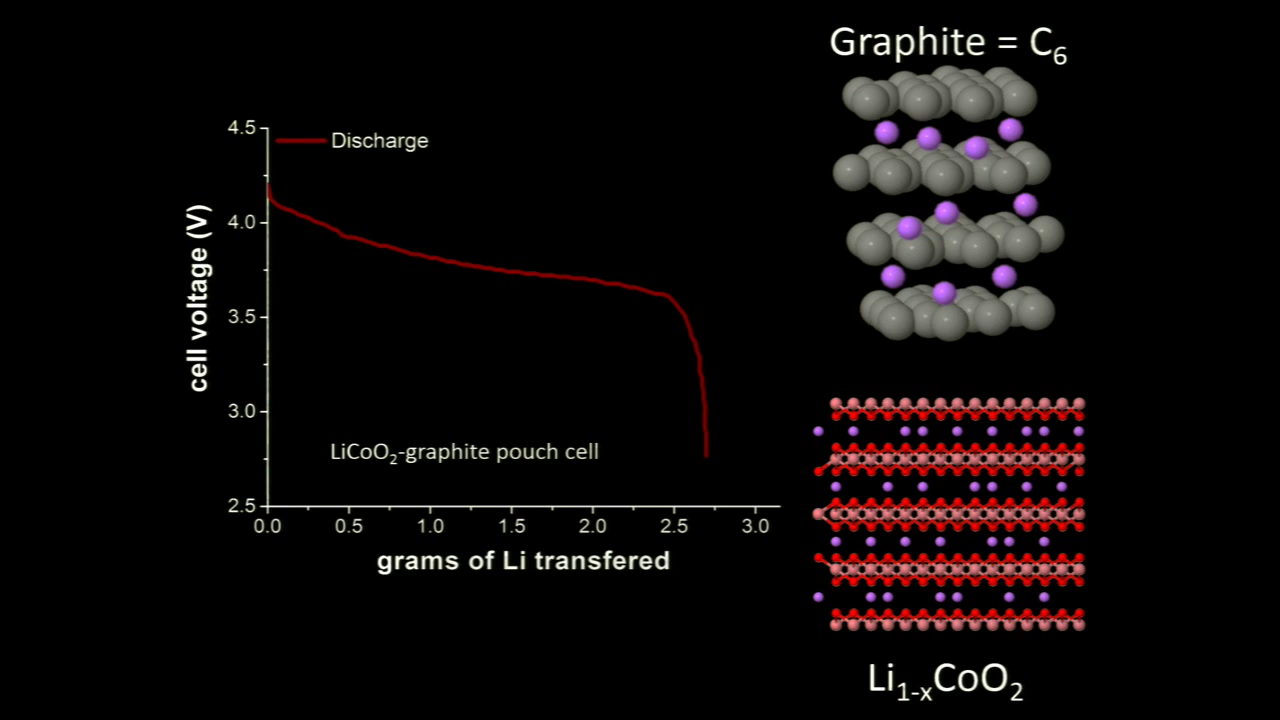 Graphite = C₆
4.5
Discharge
4.0
3.5
3.0
2.5
cell voltage (V)
LiCoO₂-graphite pouch cell
0.0 0.5 1.0 1.5 2.0 2.5 3.0
grams of Li transfered
Li₁₋ₓCoO₂